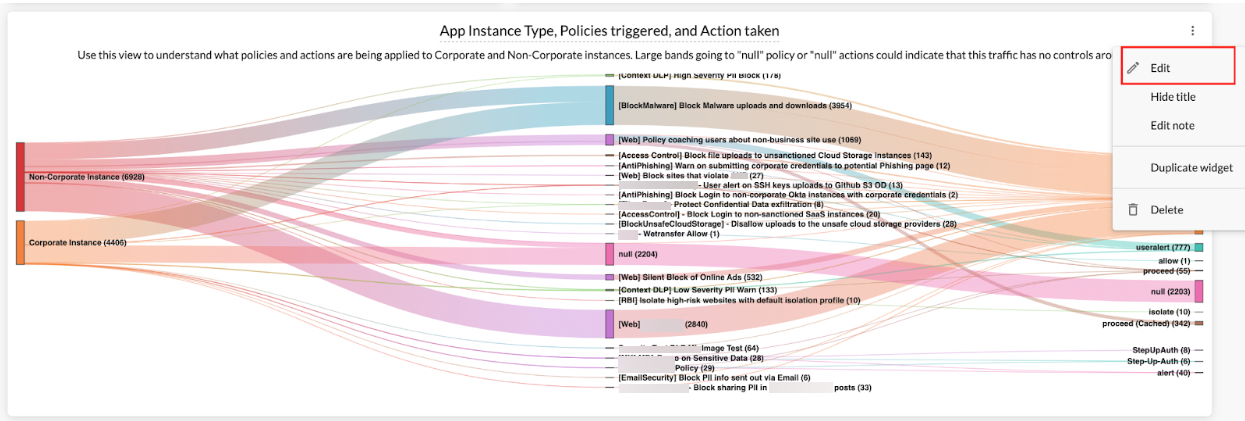 App Instance Type, Policies triggered, and Action taken
Use this view to understand what policies and actions are being applied to Corporate and Non-Corporate instances. Large bands going to "null" policy or "null" actions could indicate that this traffic has no controls aro
Edit
Hide title
Edit note
Duplicate widget
Delete
Non-Corporate Instance (6928)
Corporate Instance (4406)
[Context DLP] High Severity PII Block (178)
[BlockMalware] Block Malware uploads and downloads (3954)
[Web] Policy coaching users about non-business site use (1069)
[Access Control] Block file uploads to unsanctioned Cloud Storage instances (143)
[AntiPhishing] Warn on submitting corporate credentials to potential Phishing page (12)
[Web] Block sites that violate (27)
- User alert on SSH keys uploads to Github S3 OD (13)
[AntiPhishing] Block Login to non-corporate Okta instances with corporate credentials (2)
Protect Confidential Data exfiltration (8)
[AccessControl] - Block Login to non-sanctioned SaaS instances (20)
[BlockUnsafeCloudStorage] - Disallow uploads to the unsafe cloud storage providers (28)
- Wetransfer Allow (1)
null (2204)
[Web] Silent Block of Online Ads (532)
[Context DLP] Low Severity PII Warn (133)
[RBI] Isolate high-risk websites with default isolation profile (10)
[Web] (2840)
Image Test (64)
on Sensitive Data (28)
Policy (29)
[EmailSecurity] Block PII info sent out via Email (6)
- Block sharing PII in posts (33)
useralert (777)
allow (1)
proceed (55)
null (2203)
isolate (10)
proceed (Cached) (342)
StepUpAuth (8)
Step-Up-Auth (6)
alert (40)